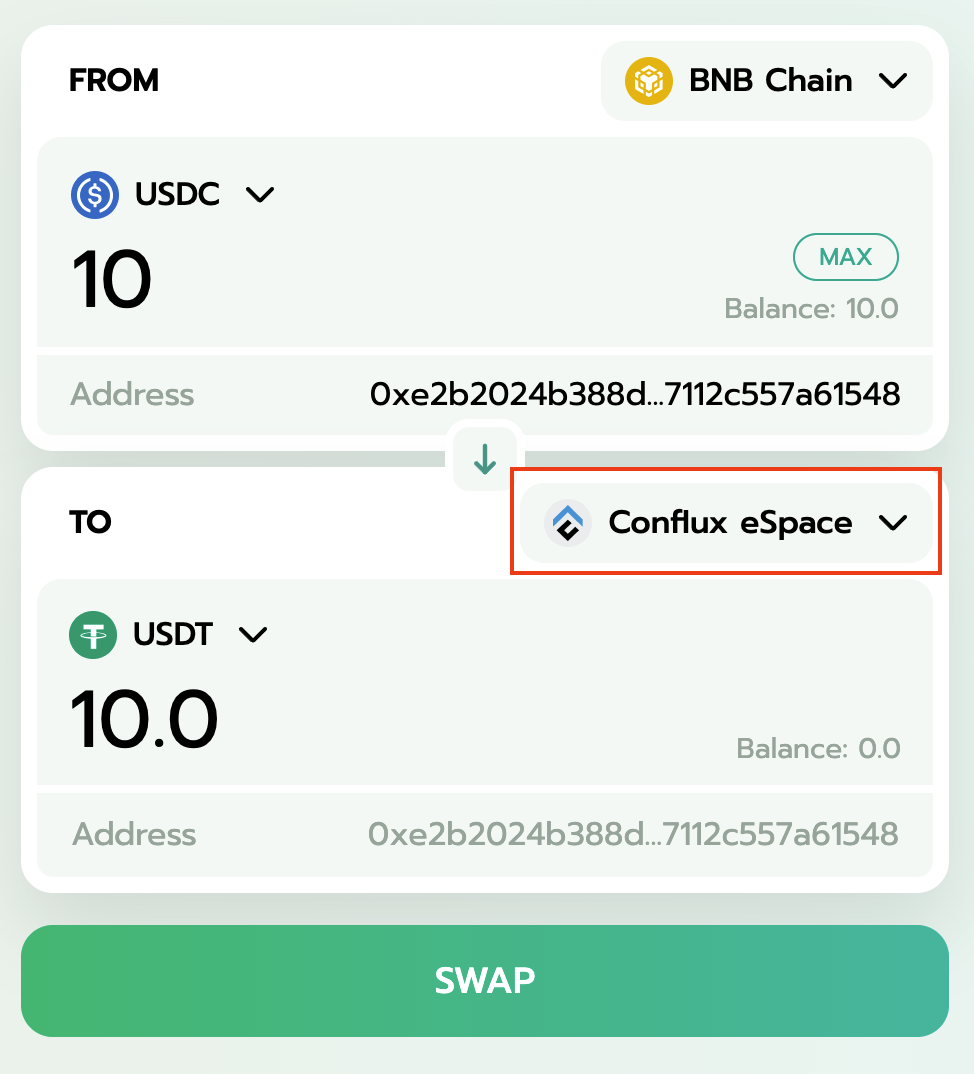 FROM
BNB Chain
USDC
10
MAX
Balance: 10.0
Address 0xe2b2024b388d...7112c557a61548
TO
Conflux eSpace
USDT
10.0
Balance: 0.0
Address 0xe2b2024b388d...7112c557a61548
SWAP